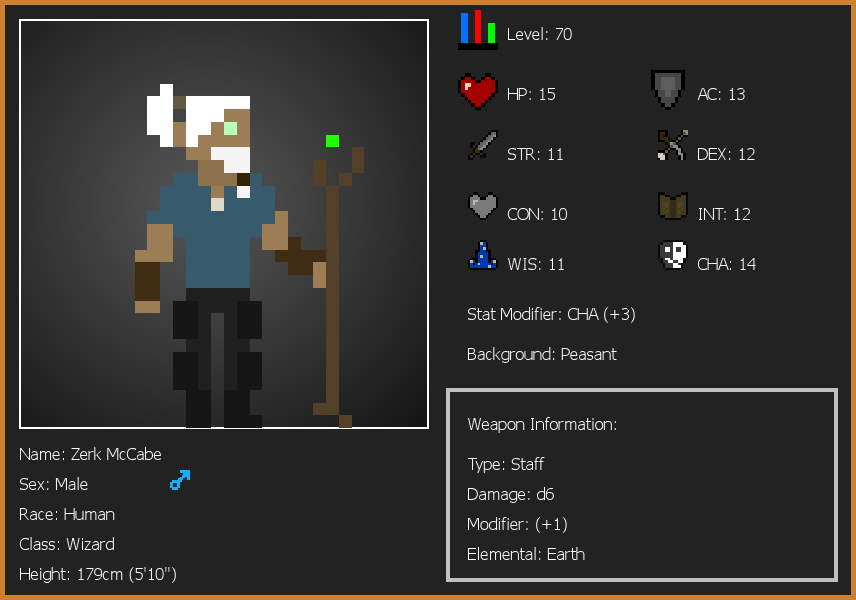 Level: 70
HP: 15
AC: 13
STR: 11
DEX: 12
CON: 10
INT: 12
WIS: 11
CHA: 14
Stat Modifier: CHA (+3)
Background: Peasant
Weapon Information:
Type: Staff
Damage: d6
Modifier: (+1)
Elemental: Earth
Name: Zerk McCabe
Sex: Male
Race: Human
Class: Wizard
Height: 179cm (5'10")